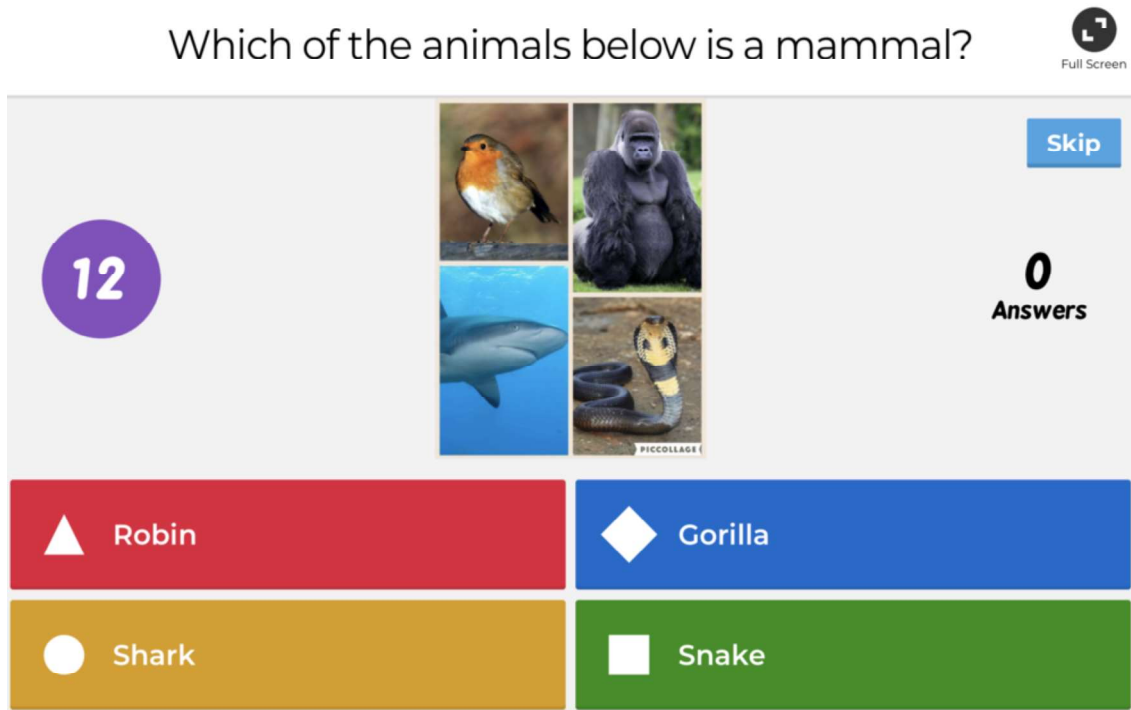 Which of the animals below is a mammal?
Full Screen
Skip
12
0
Answers
PICCOLLAGE
Robin
Gorilla
Shark
Snake